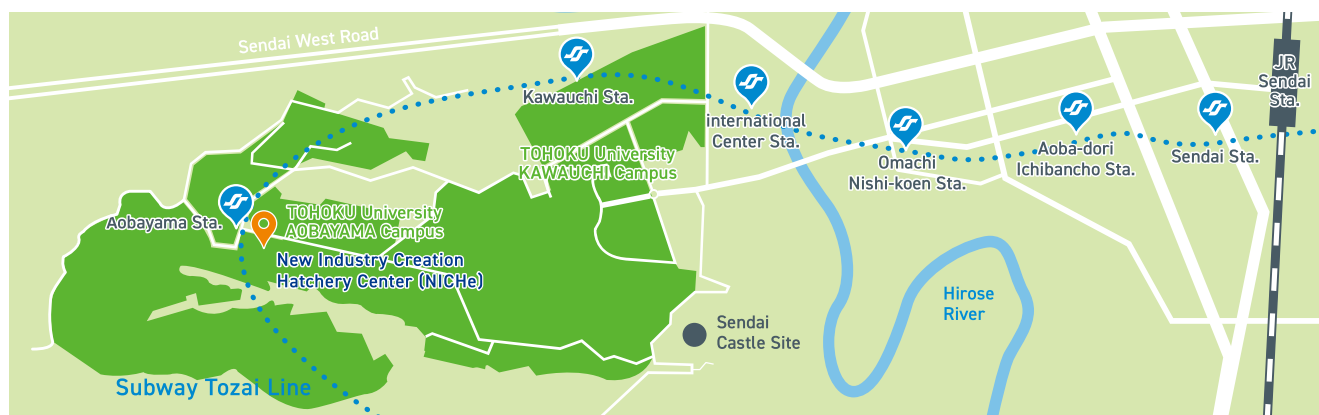 Sendai West Road
Kawauchi Sta.
international
Center Sta.
Omachi
Nishi-koen Sta.
Aoba-dori
Ichibancho Sta.
Sendai Sta.
JR
Sendai
Sta.
TOHOKU University
KAWAUCHI Campus
Aobayama Sta.
TOHOKU University
AOBAYAMA Campus
New Industry Creation
Hatchery Center (NICHe)
Hirose
River
Sendai
Castle Site
Subway Tozai Line